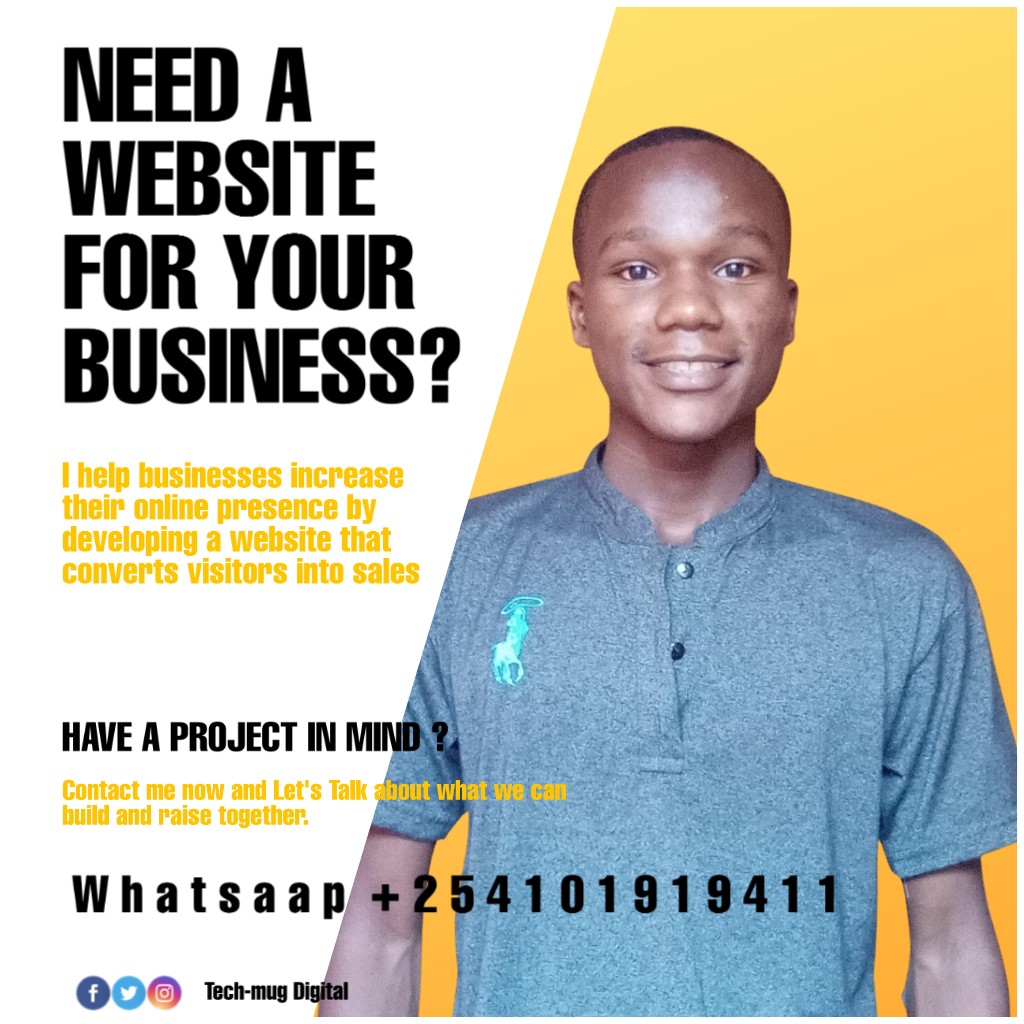 NEED A
WEBSITE
FOR YOUR
BUSINESS?
I help businesses increase
their online presence by
developing a website that
converts visitors into sales
HAVE A PROJECT IN MIND ?
Contact me now and Let's Talk about what we can
build and raise together.
Whatsaap +254101919411
Tech-mug Digital